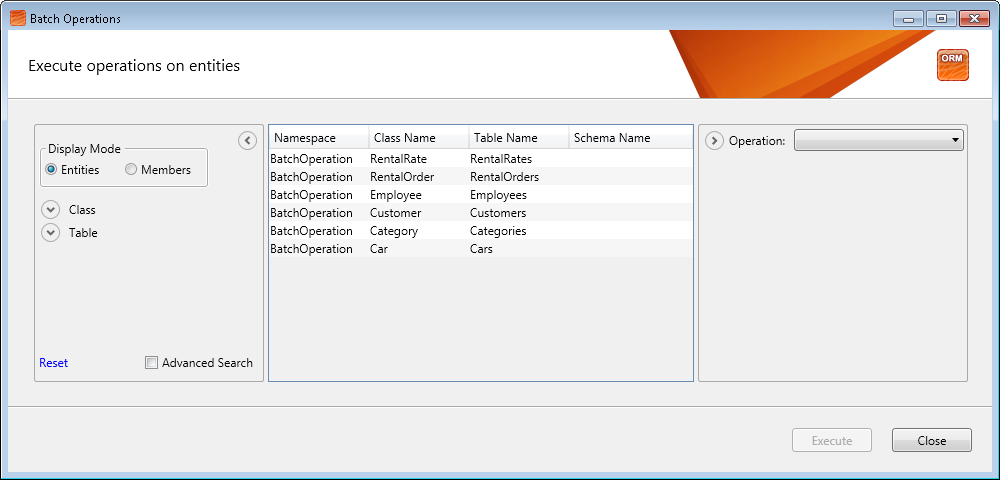 Batch Operations
Execute operations on entities
ORM
Display Mode
Entities Members
Class
Table
Reset Advanced Search
Namespace Class Name Table Name Schema Name
BatchOperation RentalRate RentalRates
BatchOperation RentalOrder RentalOrders
BatchOperation Employee Employees
BatchOperation Customer Customers
BatchOperation Category Categories
BatchOperation Car Cars
Operation:
Execute Close